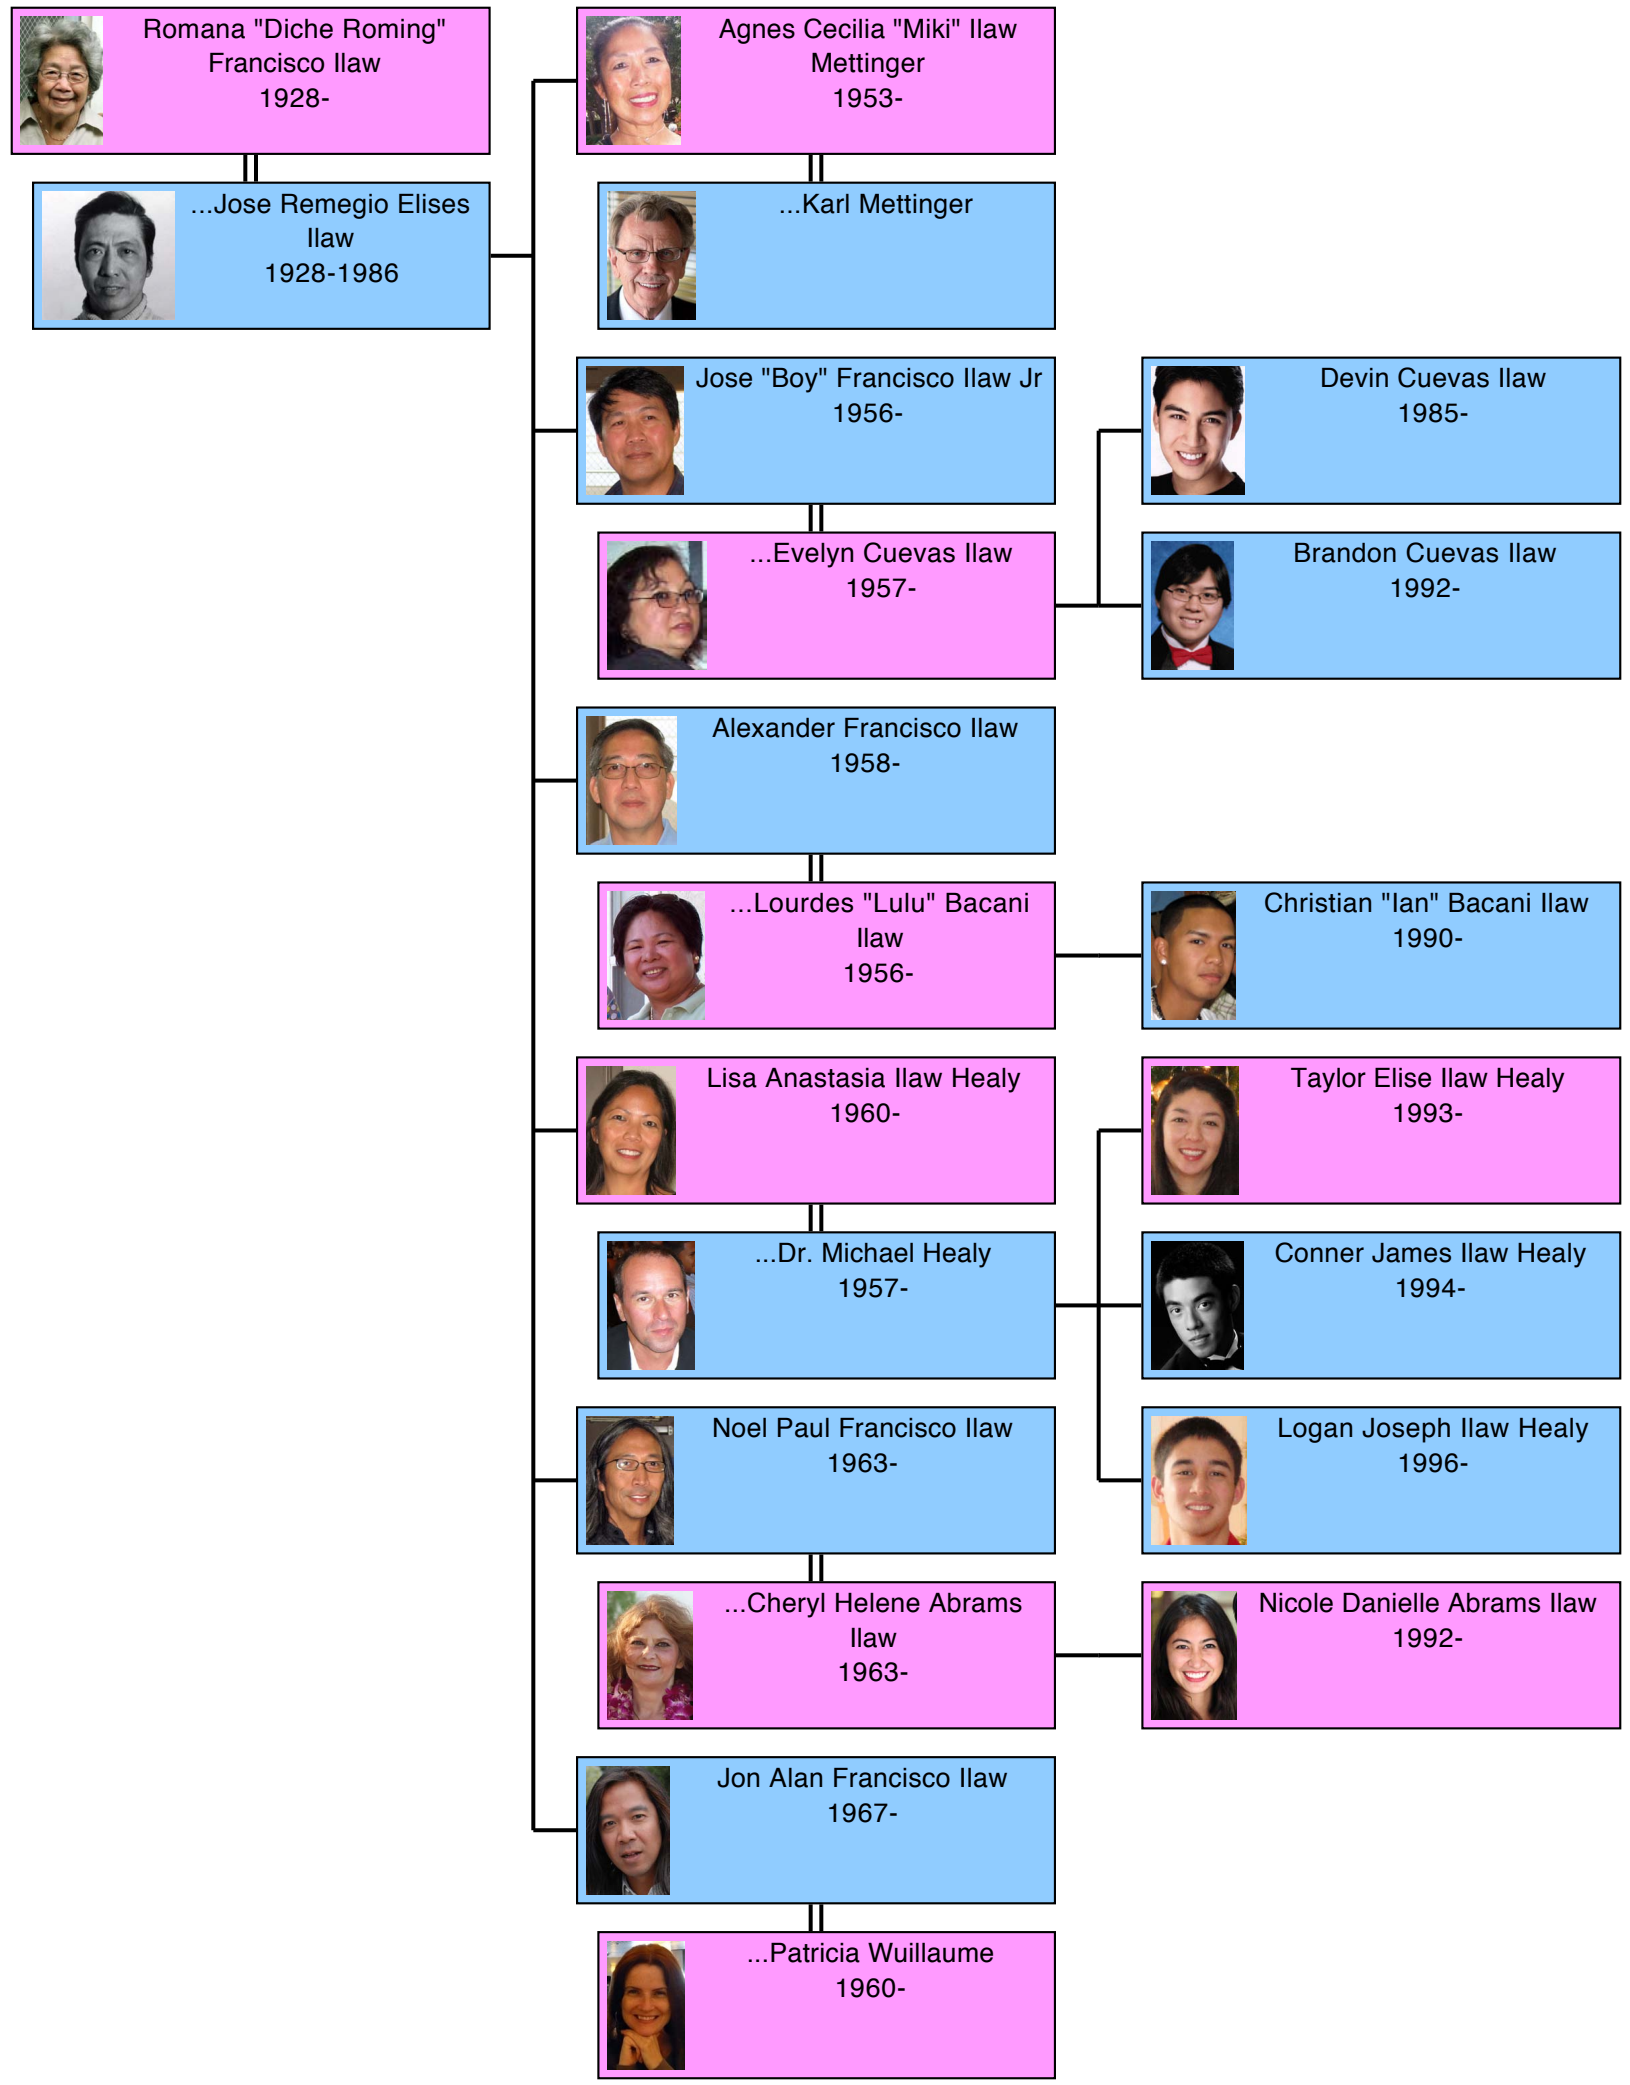 Romana "Diche Roming"
Francisco Ilaw
1928-
...Jose Remegio Elises
Ilaw
1928-1986
Agnes Cecilia "Miki" Ilaw
Mettinger
1953-
...Karl Mettinger
Jose "Boy" Francisco Ilaw Jr
1956-
...Evelyn Cuevas Ilaw
1957-
Devin Cuevas Ilaw
1985-
Brandon Cuevas Ilaw
1992-
Alexander Francisco Ilaw
1958-
...Lourdes "Lulu" Bacani
Ilaw
1956-
Christian "Ian" Bacani Ilaw
1990-
Lisa Anastasia Ilaw Healy
1960-
...Dr. Michael Healy
1957-
Taylor Elise Ilaw Healy
1993-
Conner James Ilaw Healy
1994-
Logan Joseph Ilaw Healy
1996-
Noel Paul Francisco Ilaw
1963-
...Cheryl Helene Abrams
Ilaw
1963-
Nicole Danielle Abrams Ilaw
1992-
Jon Alan Francisco Ilaw
1967-
...Patricia Wuillaume
1960-